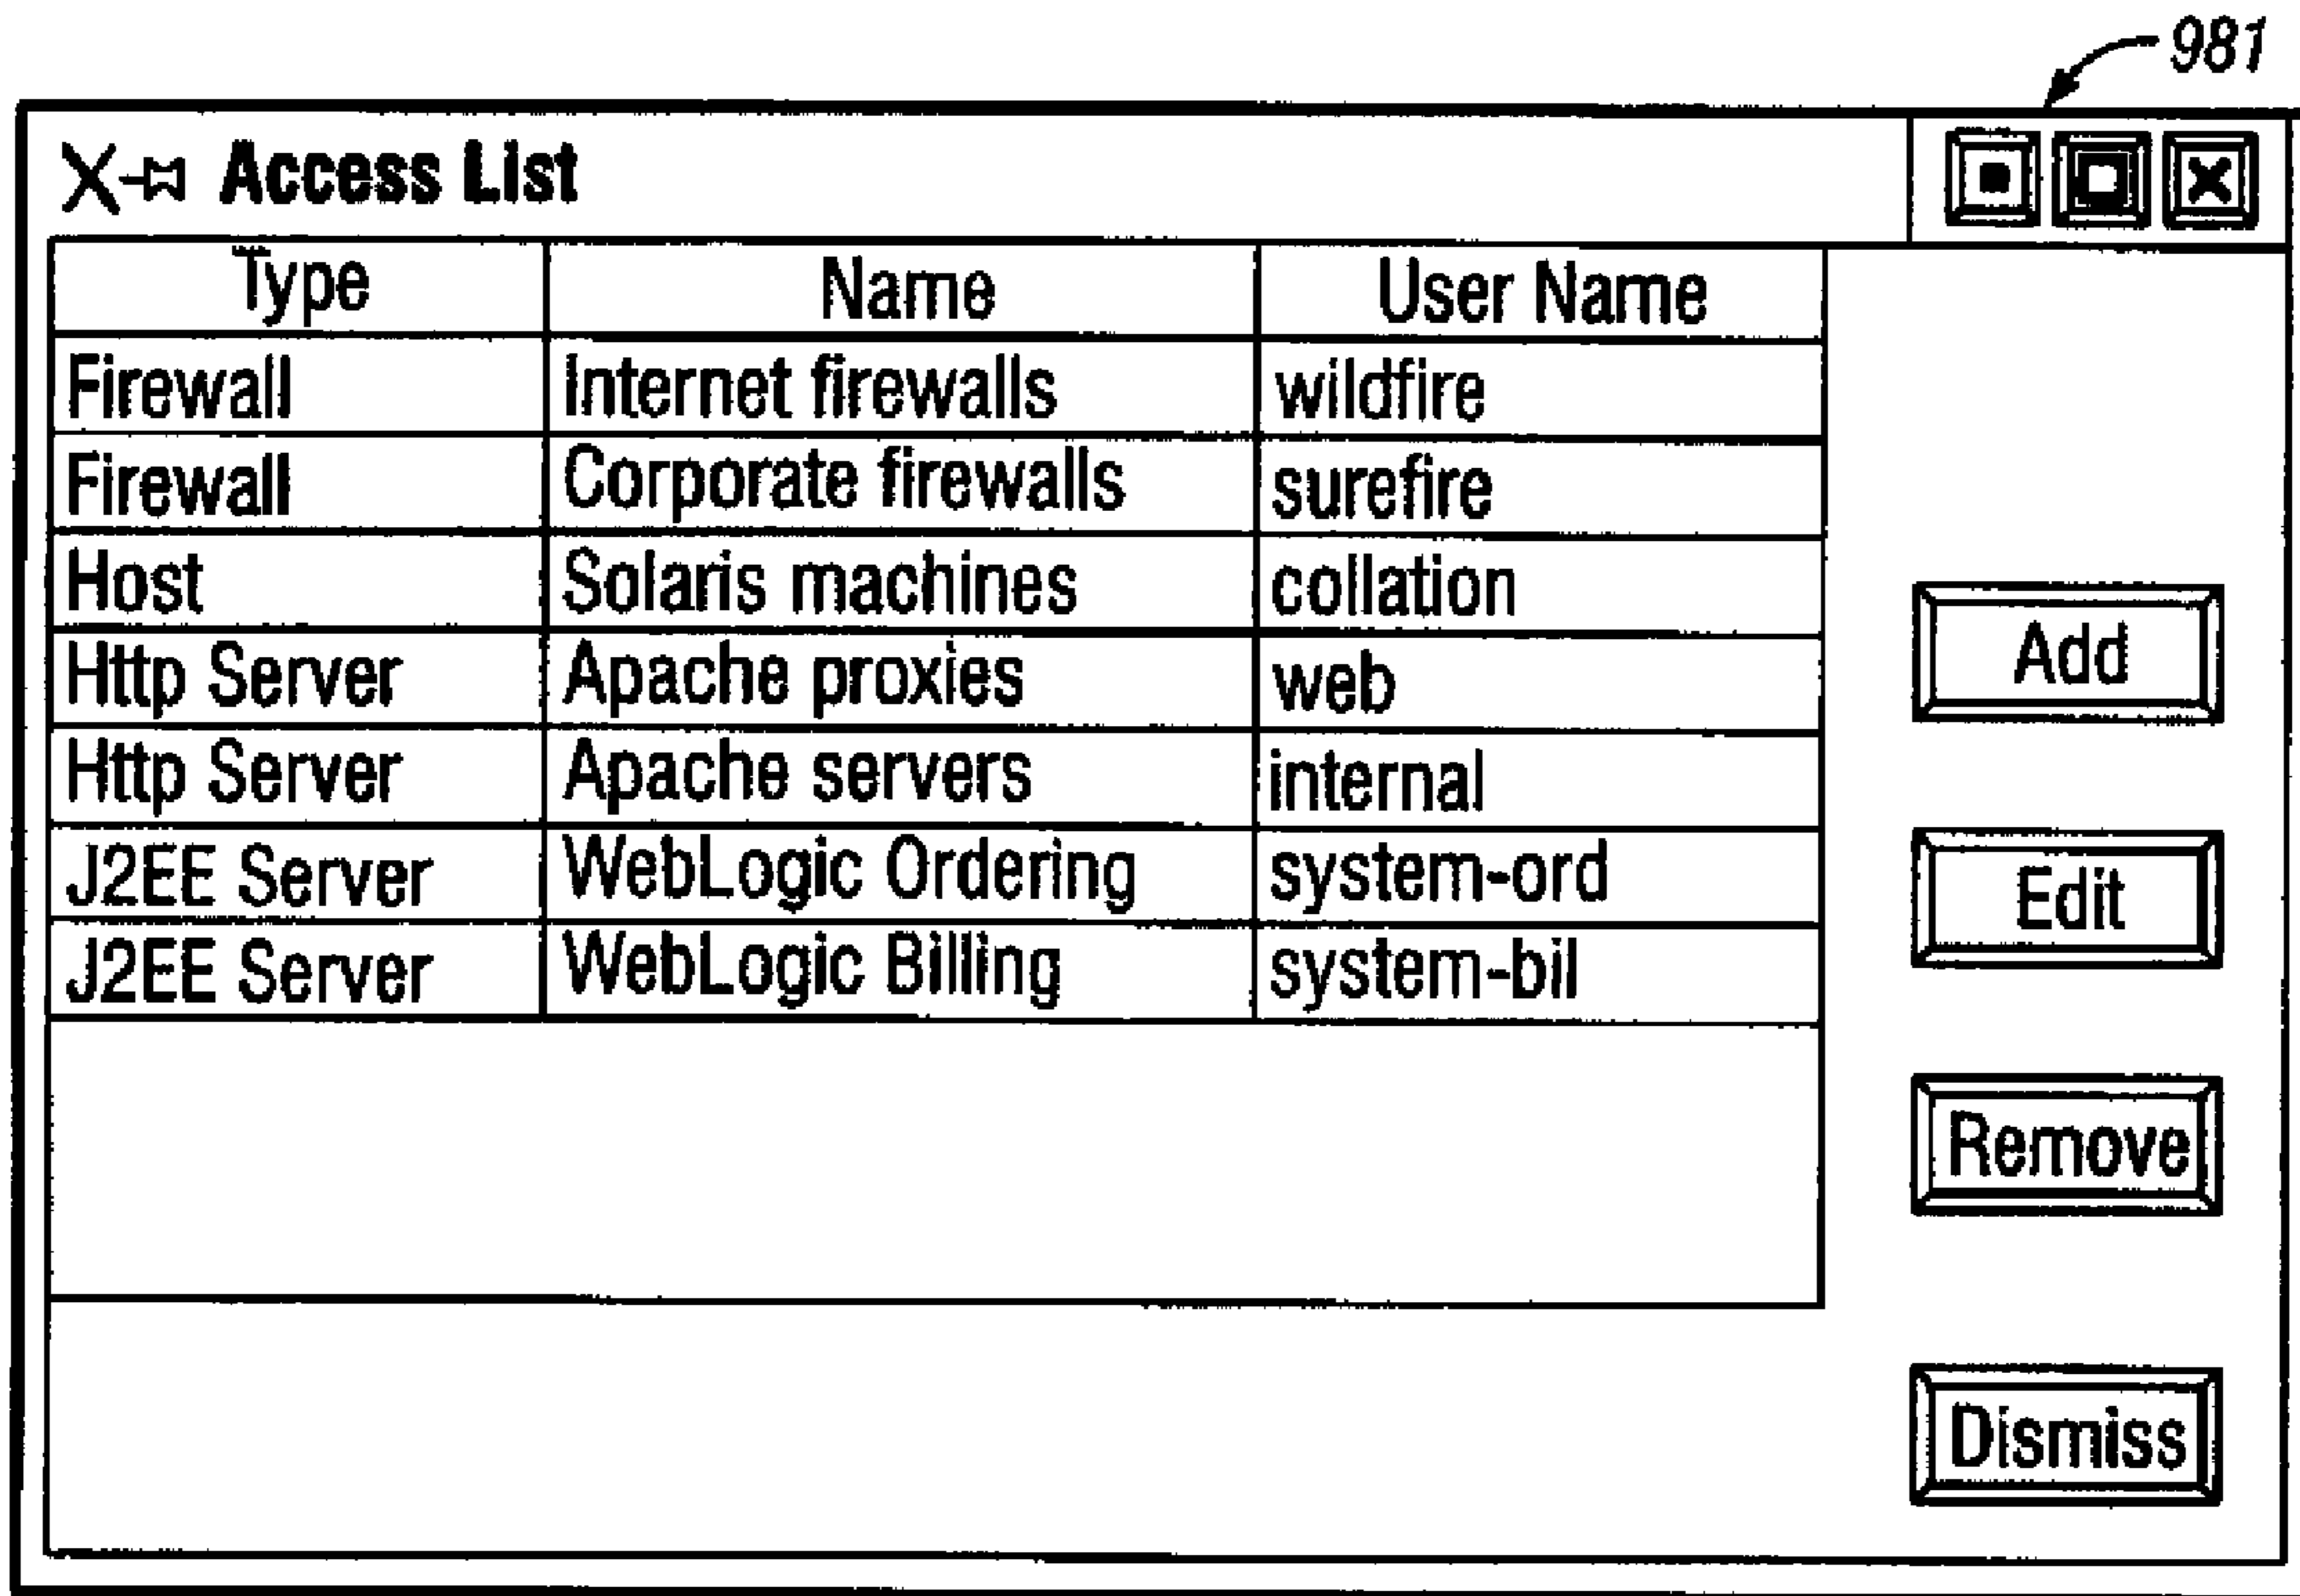 981
Access List
Type Name User Name
Firewall Internet firewalls wildfire
Firewall Corporate firewalls surefire
Host Solaris machines collation
Http Server Apache proxies web
Http Server Apache servers internal
J2EE Server WebLogic Ordering system-ord
J2EE Server WebLogic Billing system-bil
Add
Edit
Remove
Dismiss